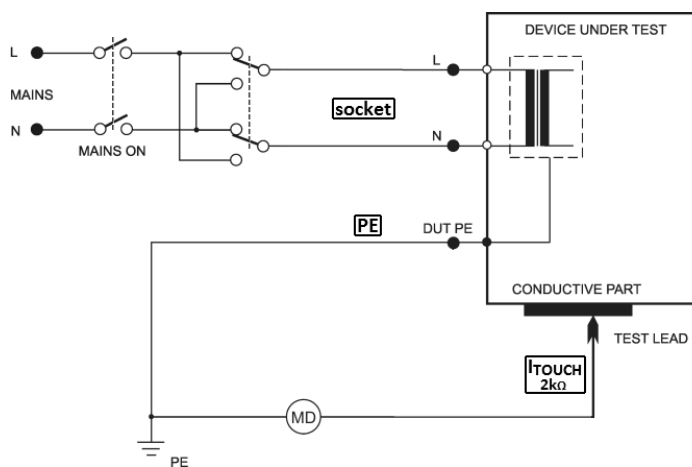 DEVICE UNDER TEST
L
L
MAINS
socket
N
N
MAINS ON
PE
DUT PE
CONDUCTIVE PART
TEST LEAD
ITOUCH
2kΩ
MD
PE